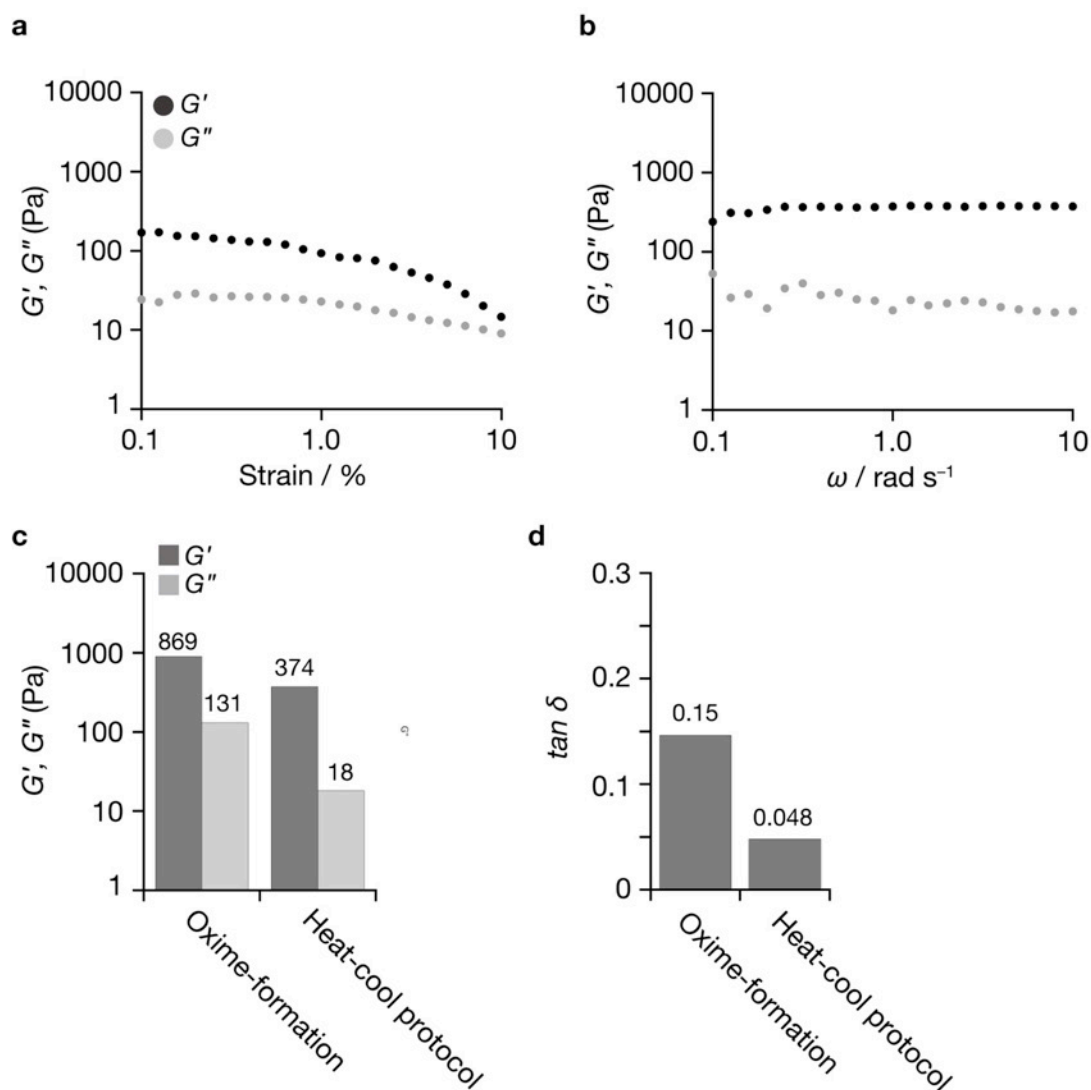 a
10000
1000
100
10
1
G′
G″
G′, G″ (Pa)
0.1
1.0
10
Strain / %
b
10000
1000
100
10
1
G′, G″ (Pa)
0.1
1.0
10
ω / rad s⁻¹
c
G′
G″
10000
1000
100
10
1
G′, G″ (Pa)
869
131
374
18
Oxime-formation
Heat-cool protocol
d
0.3
0.2
0.1
0
tan δ
0.15
0.048
Oxime-formation
Heat-cool protocol